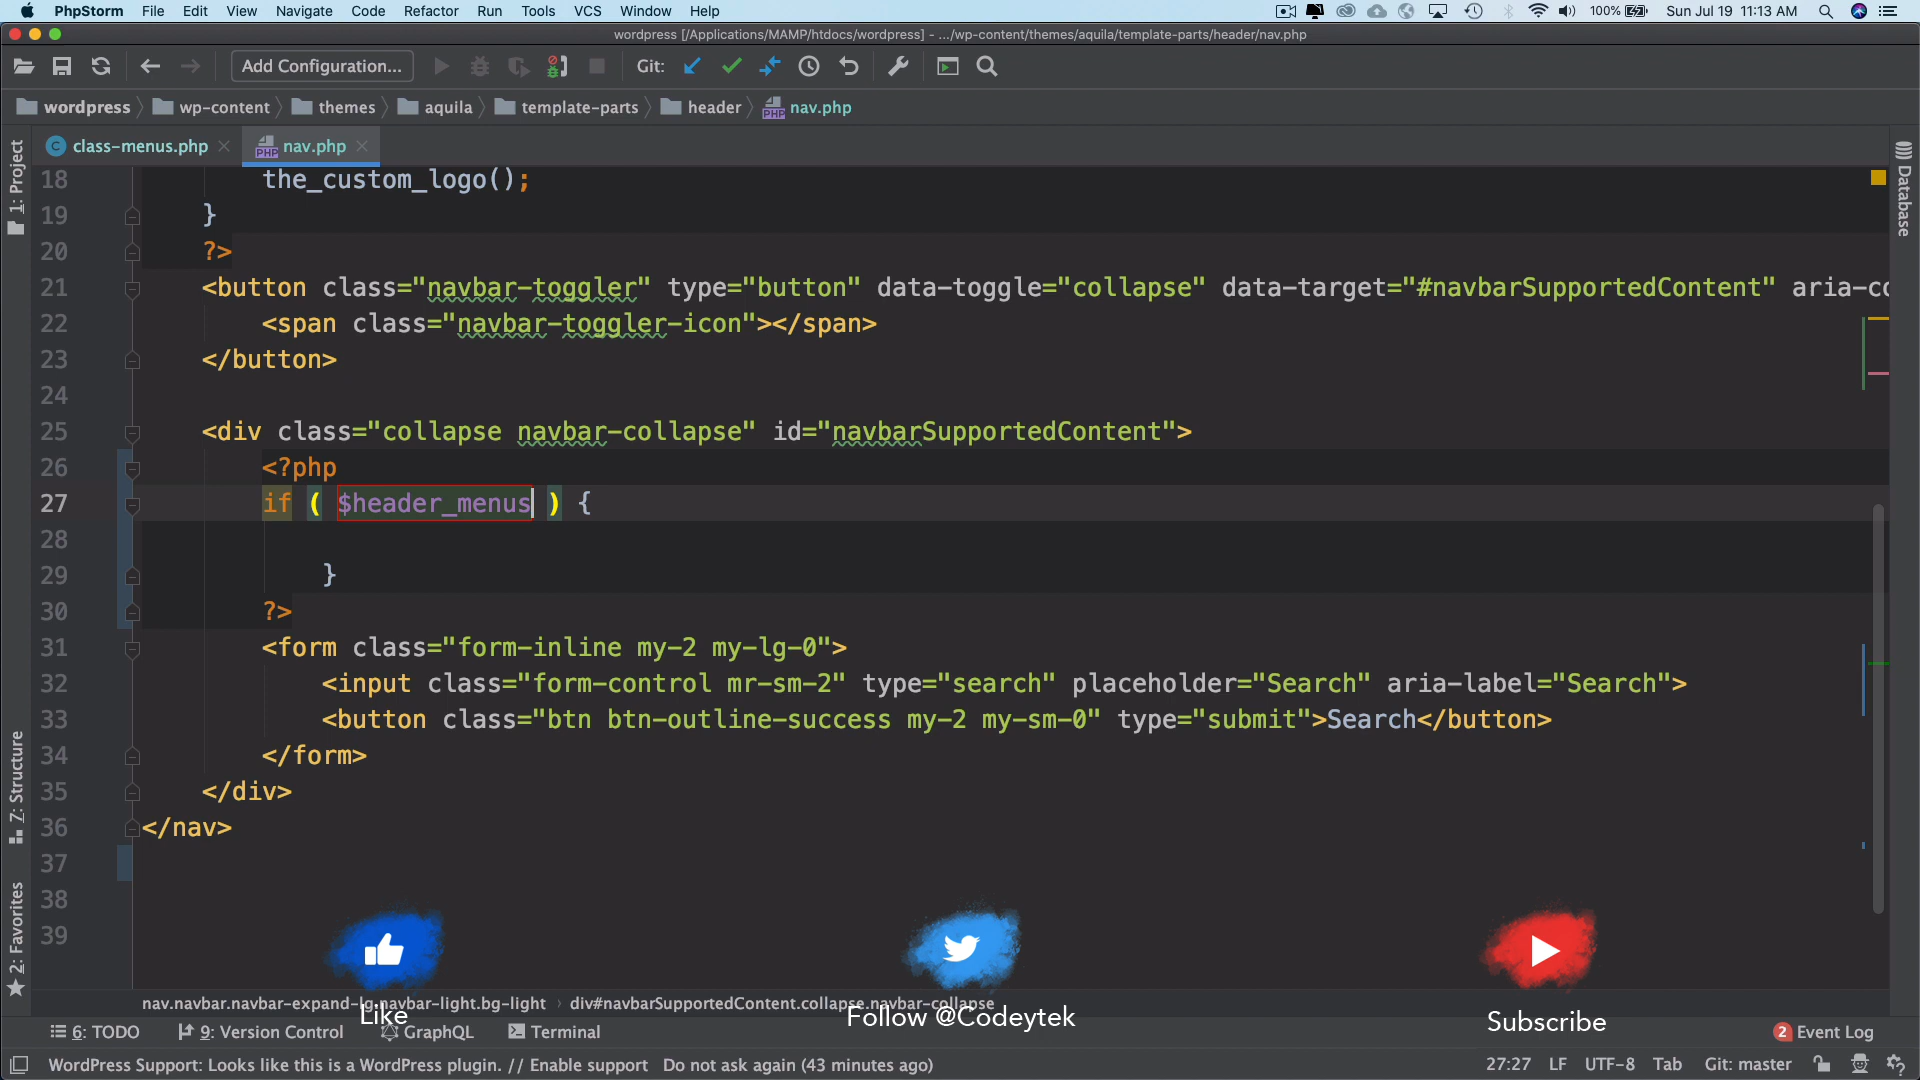 PhpStorm File Edit View Navigate Code Refactor Run Tools VCS Window Help 100% Sun Jul 19 11:13 AM
wordpress [/Applications/MAMP/htdocs/wordpress] - .../wp-content/themes/aquila/template-parts/header/nav.php
Add Configuration... Git:
wordpress wp-content themes aquila template-parts header nav.php
class-menus.php nav.php
1: Project
Database
7: Structure
2: Favorites
18 the_custom_logo();
19 }
20 ?>
21 <button class="navbar-toggler" type="button" data-toggle="collapse" data-target="#navbarSupportedContent" aria-co
22 <span class="navbar-toggler-icon"></span>
23 </button>
24
25 <div class="collapse navbar-collapse" id="navbarSupportedContent">
26 <?php
27 if ( $header_menus ) {
28
29 }
30 ?>
31 <form class="form-inline my-2 my-lg-0">
32 <input class="form-control mr-sm-2" type="search" placeholder="Search" aria-label="Search">
33 <button class="btn btn-outline-success my-2 my-sm-0" type="submit">Search</button>
34 </form>
35 </div>
36 </nav>
37
38
39
nav.navbar.navbar-expand-lg.navbar-light.bg-light div#navbarSupportedContent.collapse.navbar-collapse
Like Follow @Codeytek Subscribe
6: TODO 9: Version Control GraphQL Terminal 2 Event Log
WordPress Support: Looks like this is a WordPress plugin. // Enable support Do not ask again (43 minutes ago) 27:27 LF UTF-8 Tab Git: master